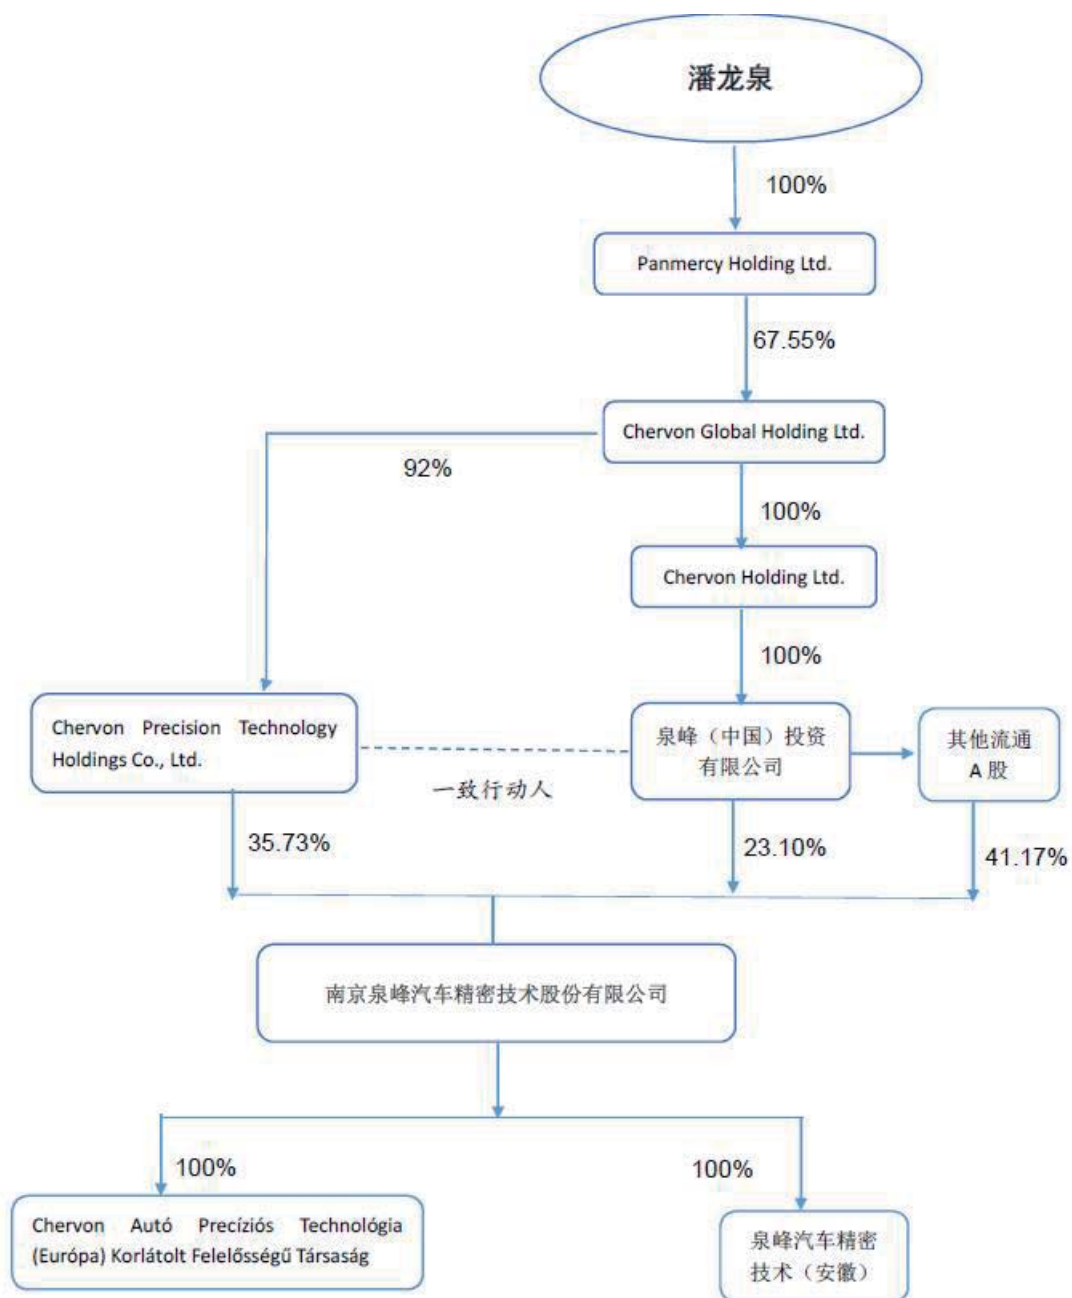 潘龙泉
100%
Panmercy Holding Ltd.
67.55%
Chervon Global Holding Ltd.
92%
100%
Chervon Holding Ltd.
100%
Chervon Precision Technology
Holdings Co., Ltd.
一致行动人
泉峰（中国）投资
有限公司
其他流通
A 股
35.73%
23.10%
41.17%
南京泉峰汽车精密技术股份有限公司
100%
100%
Chervon Autó Precíziós Technológia
(Európa) Korlátolt Felelősségű Társaság
泉峰汽车精密
技术（安徽）